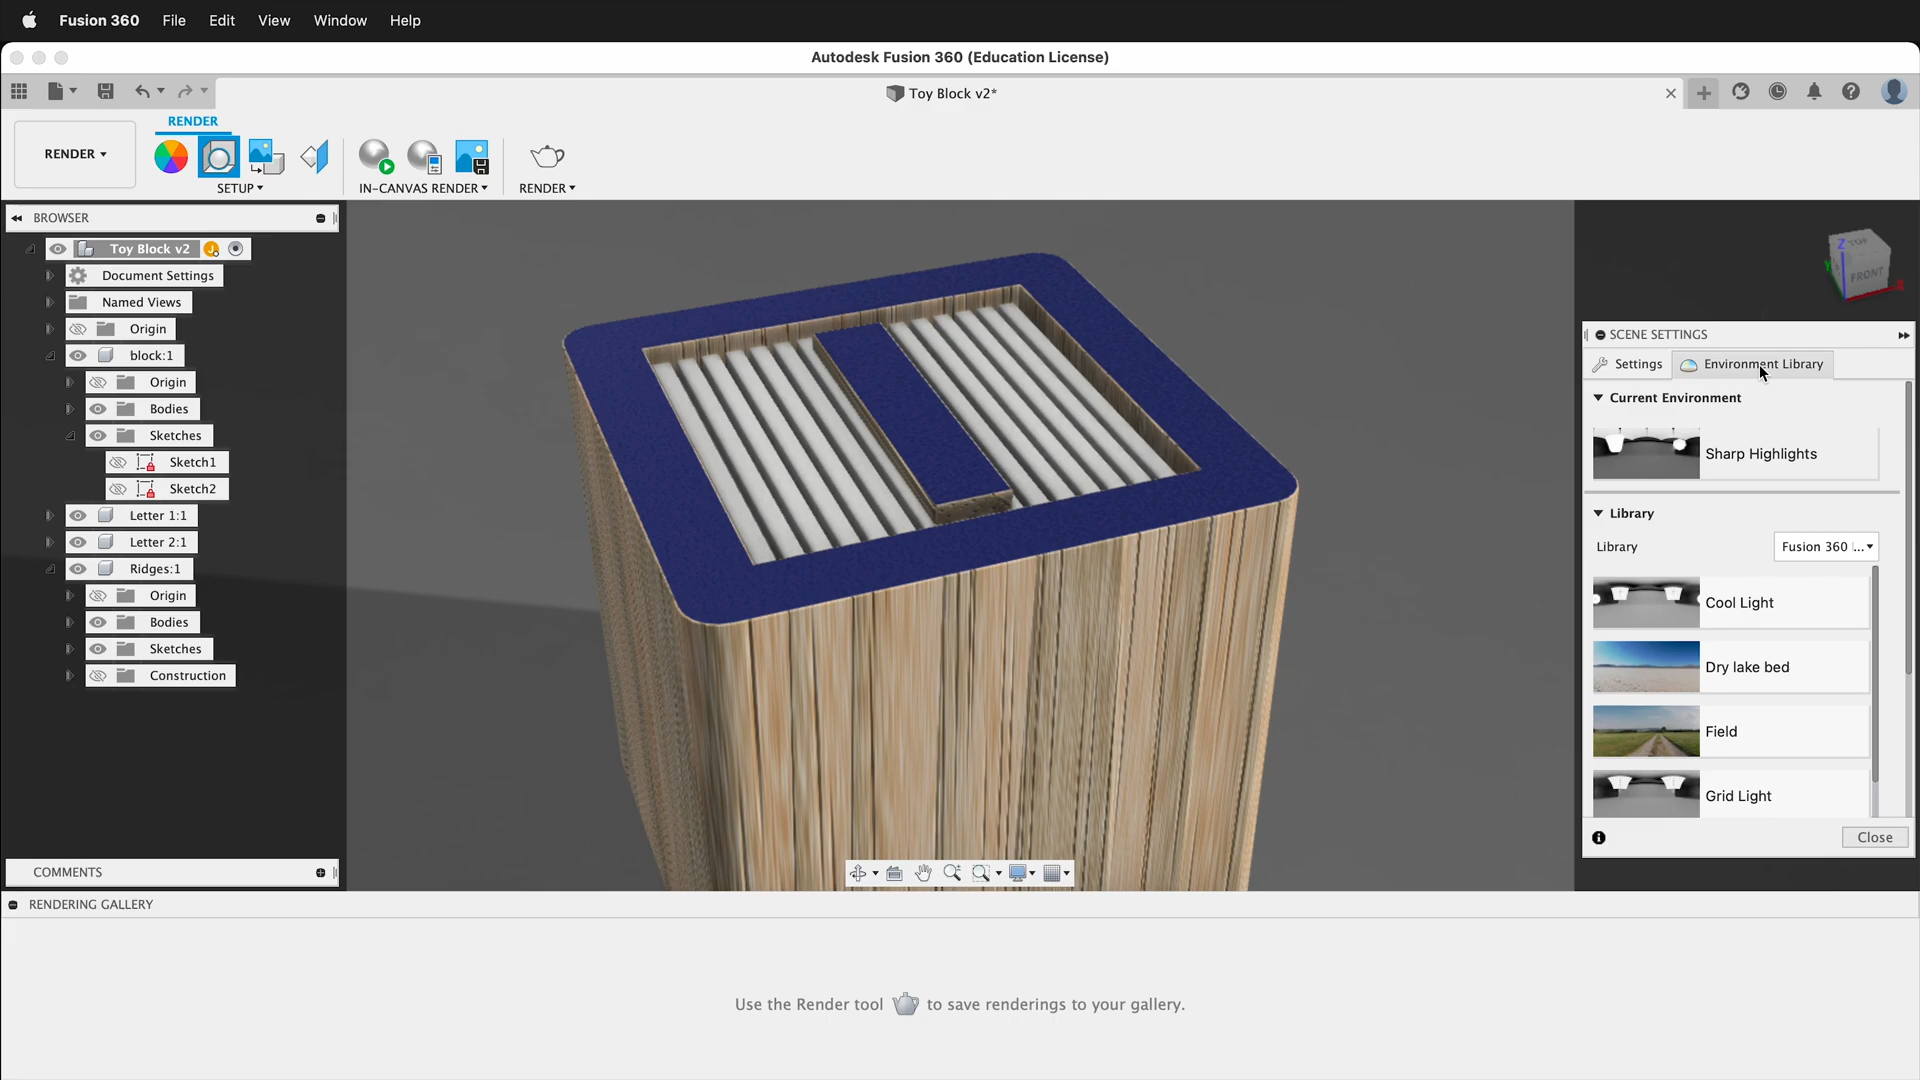 Fusion 360 File Edit View Window Help
Autodesk Fusion 360 (Education License)
Toy Block v2*
RENDER
RENDER
SETUP
IN-CANVAS RENDER
RENDER
BROWSER
Toy Block v2
Document Settings
Named Views
Origin
block:1
Origin
Bodies
Sketches
Sketch1
Sketch2
Letter 1:1
Letter 2:1
Ridges:1
Origin
Bodies
Sketches
Construction
COMMENTS
TOP
FRONT
Z
Y
X
SCENE SETTINGS
Settings Environment Library
Current Environment
Sharp Highlights
Library
Library Fusion 360 ...
Cool Light
Dry lake bed
Field
Grid Light
Close
RENDERING GALLERY
Use the Render tool to save renderings to your gallery.